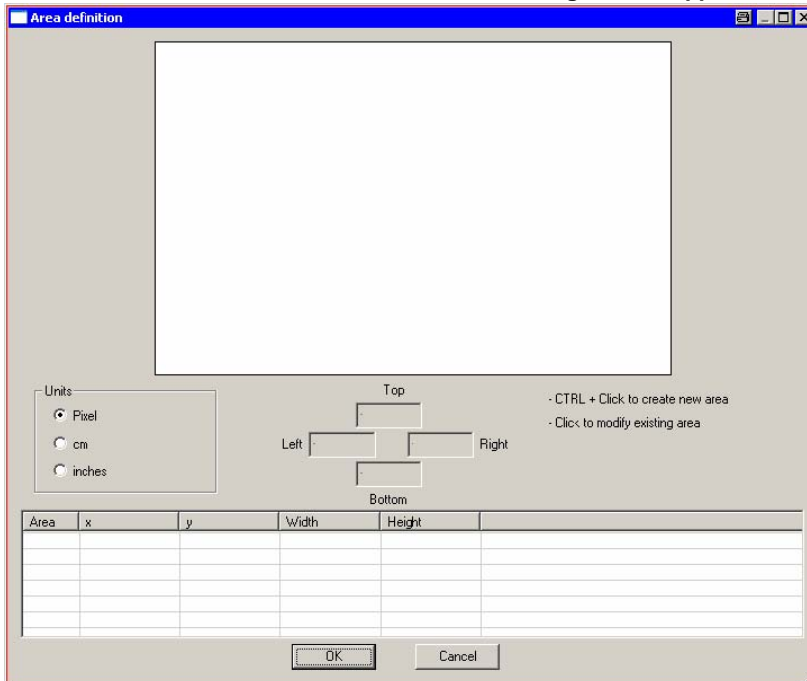 Area definition
Top
Units
Pixel
cm
inches
Left
Right
Bottom
- CTRL + Click to create new area
- Click to modify existing area
Area x y Width Height
OK Cancel